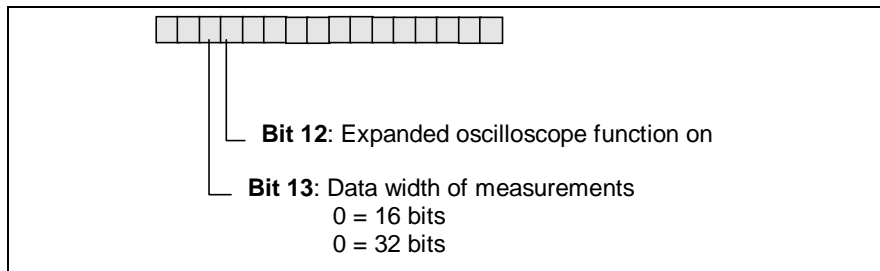 Bit 12: Expanded oscilloscope function on
Bit 13: Data width of measurements
0 = 16 bits
0 = 32 bits